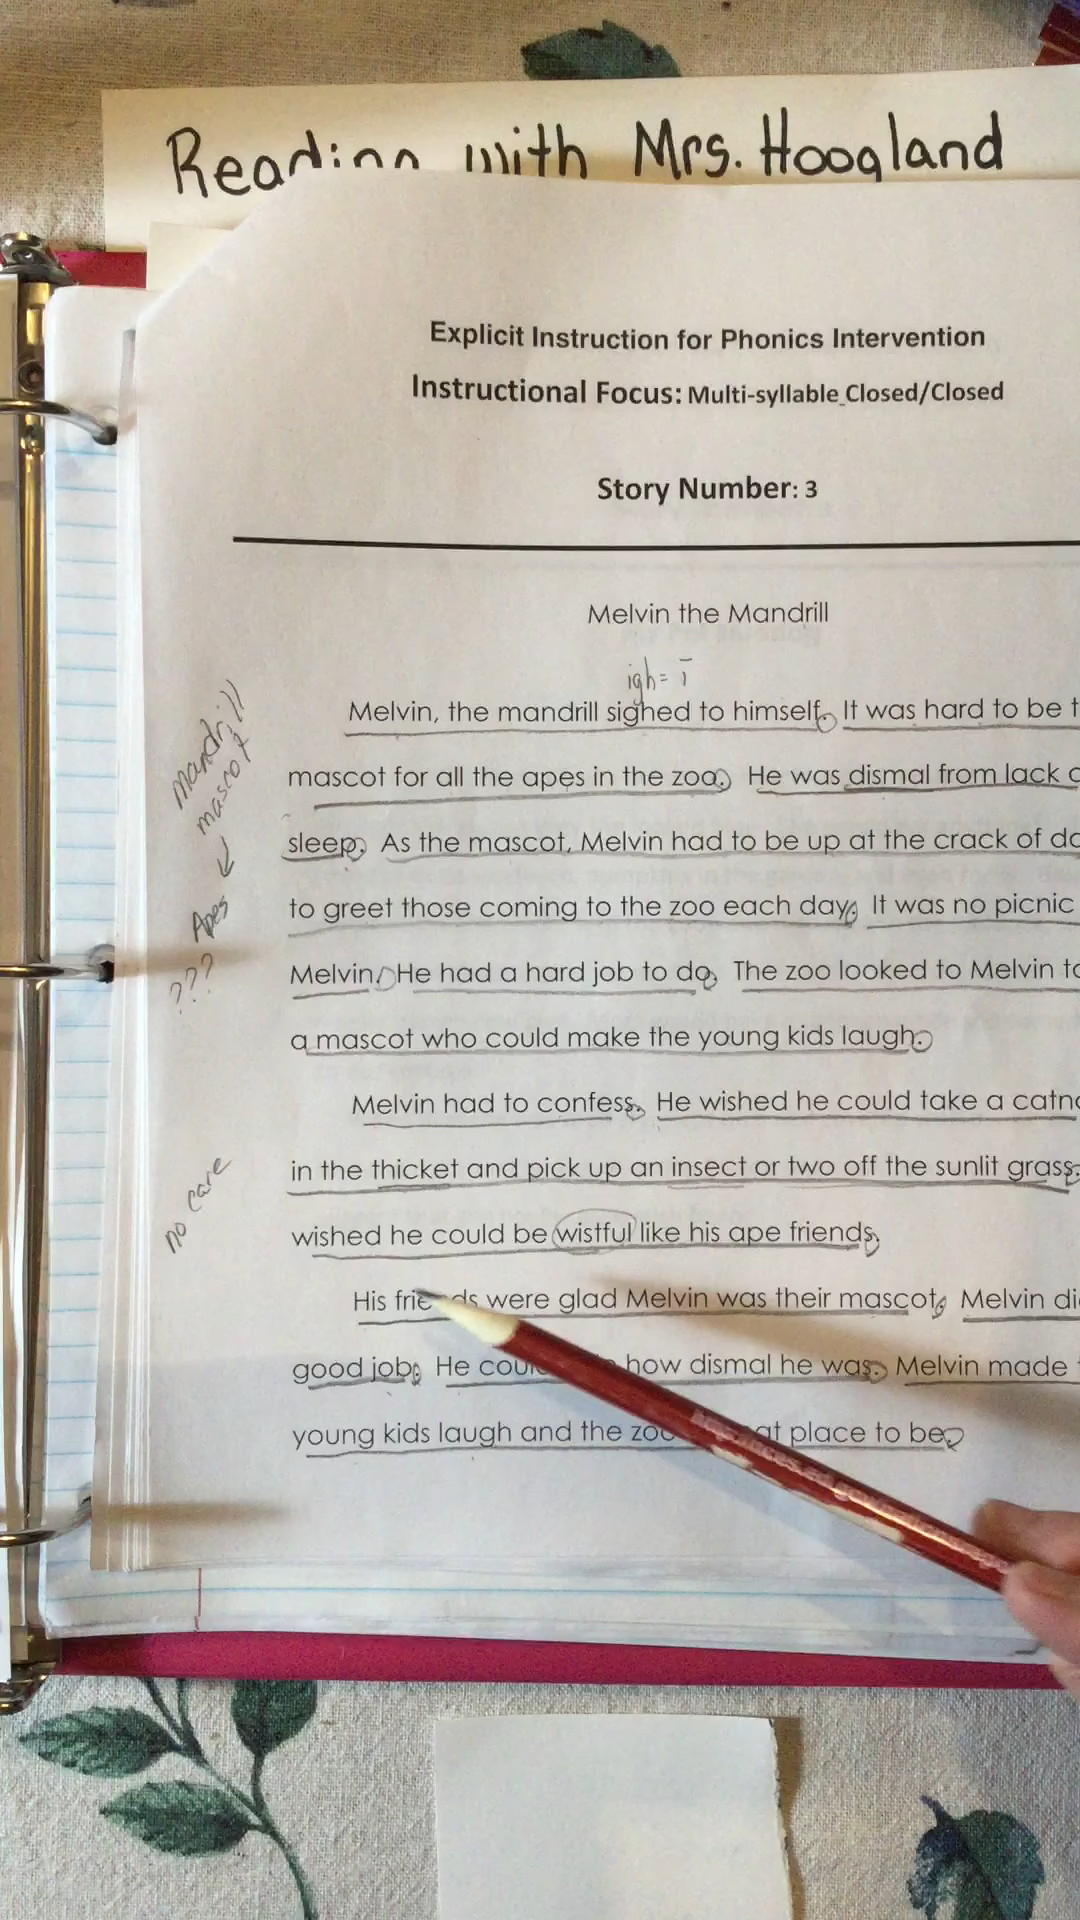 Reading with Mrs. Hoogland
Explicit Instruction for Phonics Intervention
Instructional Focus: Multi-syllable_Closed/Closed
Story Number: 3
Melvin the Mandrill
igh = ī
Melvin, the mandrill sighed to himself. It was hard to be t
mascot for all the apes in the zoo. He was dismal from lack o
sleep. As the mascot, Melvin had to be up at the crack of da
to greet those coming to the zoo each day. It was no picnic
Melvin. He had a hard job to do. The zoo looked to Melvin to
a mascot who could make the young kids laugh.
Melvin had to confess. He wished he could take a catna
in the thicket and pick up an insect or two off the sunlit grass.
wished he could be wistful like his ape friends.
His friends were glad Melvin was their mascot. Melvin di
good job. He how dismal he was. Melvin made
young kids laugh and the zoo place to be.
mandrill
mascot
Apes
???
no care